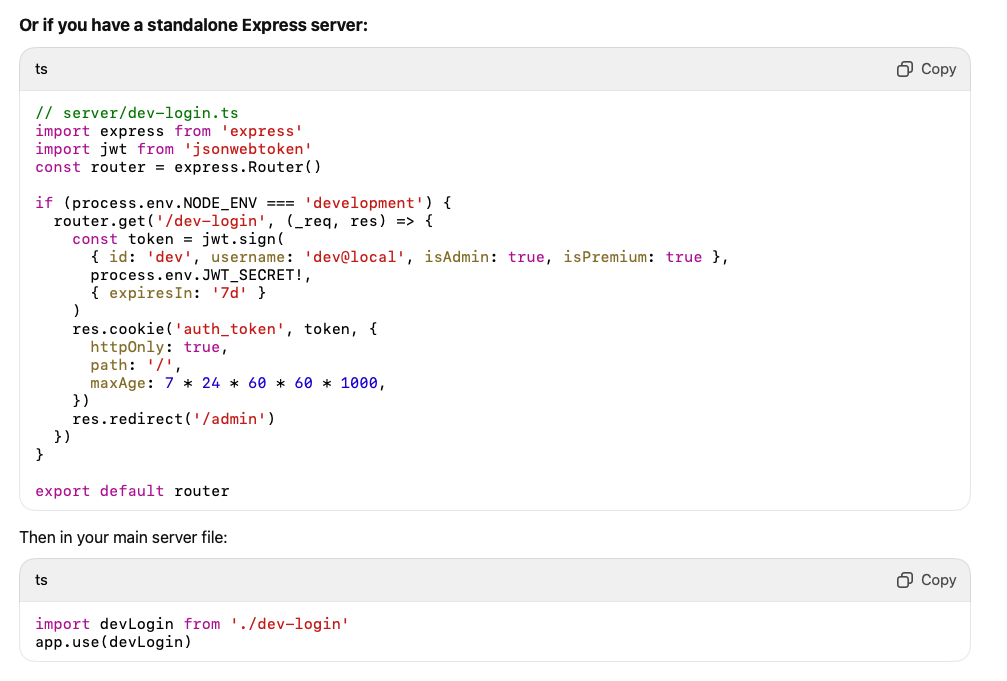 Or if you have a standalone Express server:
ts
Copy
// server/dev-login.ts
import express from 'express'
import jwt from 'jsonwebtoken'
const router = express.Router()
if (process.env.NODE_ENV === 'development') {
  router.get('/dev-login', (_req, res) => {
    const token = jwt.sign(
      { id: 'dev', username: 'dev@local', isAdmin: true, isPremium: true },
      process.env.JWT_SECRET!,
      { expiresIn: '7d' }
    )
    res.cookie('auth_token', token, {
      httpOnly: true,
      path: '/',
      maxAge: 7 * 24 * 60 * 60 * 1000,
    })
    res.redirect('/admin')
  })
}
export default router
Then in your main server file:
ts
Copy
import devLogin from './dev-login'
app.use(devLogin)